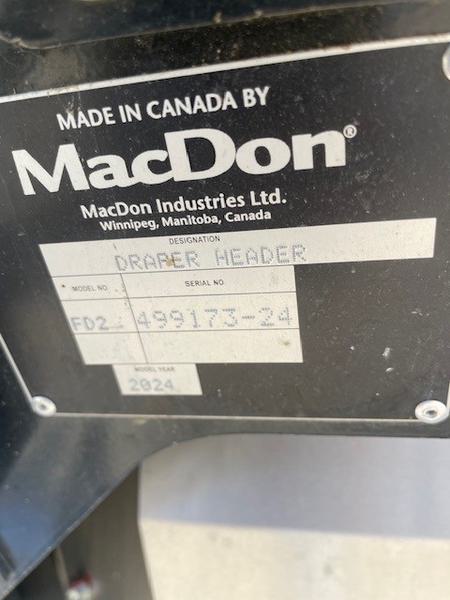 MADE IN CANADA BY
MacDon®
MacDon Industries Ltd.
Winnipeg, Manitoba, Canada
DESIGNATION
DRAPER HEADER
MODEL NO. SERIAL NO.
FD2 499173-24
MODEL YEAR
2024